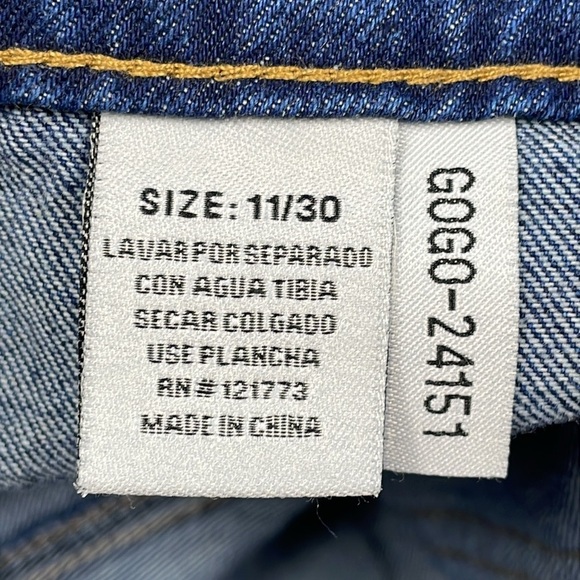 SIZE: 11/30
LAVAR POR SEPARADO
CON AGUA TIBIA
SECAR COLGADO
USE PLANCHA
RN # 121773
MADE IN CHINA
GOGO-24151